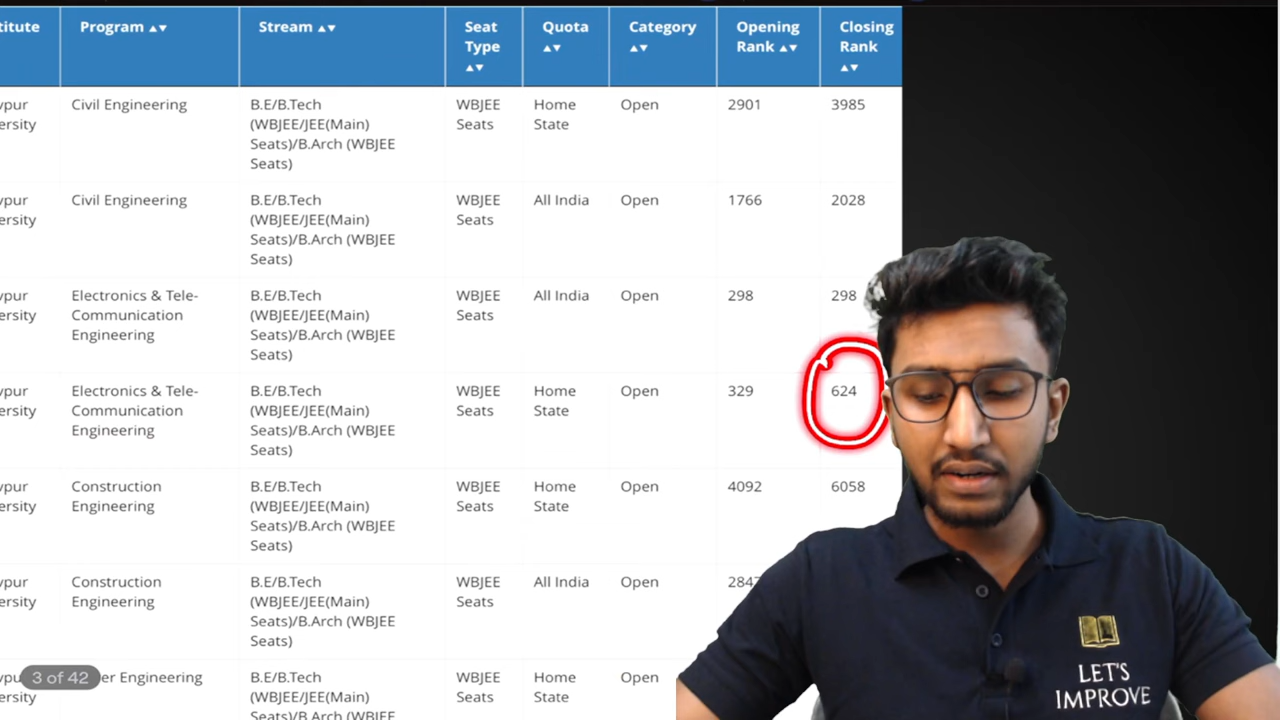 titute Program ▲▼ Stream ▲▼ Seat Type ▲▼ Quota ▲▼ Category ▲▼ Opening Rank ▲▼ Closing Rank ▲▼
ypur ersity Civil Engineering B.E/B.Tech (WBJEE/JEE(Main) Seats)/B.Arch (WBJEE Seats) WBJEE Seats Home State Open 2901 3985
ypur ersity Civil Engineering B.E/B.Tech (WBJEE/JEE(Main) Seats)/B.Arch (WBJEE Seats) WBJEE Seats All India Open 1766 2028
ypur ersity Electronics & Tele-Communication Engineering B.E/B.Tech (WBJEE/JEE(Main) Seats)/B.Arch (WBJEE Seats) WBJEE Seats All India Open 298 298
ypur ersity Electronics & Tele-Communication Engineering B.E/B.Tech (WBJEE/JEE(Main) Seats)/B.Arch (WBJEE Seats) WBJEE Seats Home State Open 329 624
ypur ersity Construction Engineering B.E/B.Tech (WBJEE/JEE(Main) Seats)/B.Arch (WBJEE Seats) WBJEE Seats Home State Open 4092 6058
ypur ersity Construction Engineering B.E/B.Tech (WBJEE/JEE(Main) Seats)/B.Arch (WBJEE Seats) WBJEE Seats All India Open
ersity er Engineering B.E/B.Tech (WBJEE/JEE(Main) Seats)/B.Arch (WBJEE WBJEE Seats Home State Open
3 of 42
LET'S
IMPROVE